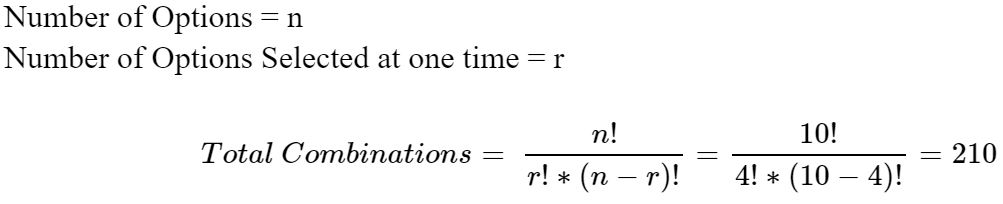 Number of Options = n
Number of Options Selected at one time = r
Total Combinations = n! / r! * (n − r)! = 10! / 4! * (10 − 4)! = 210